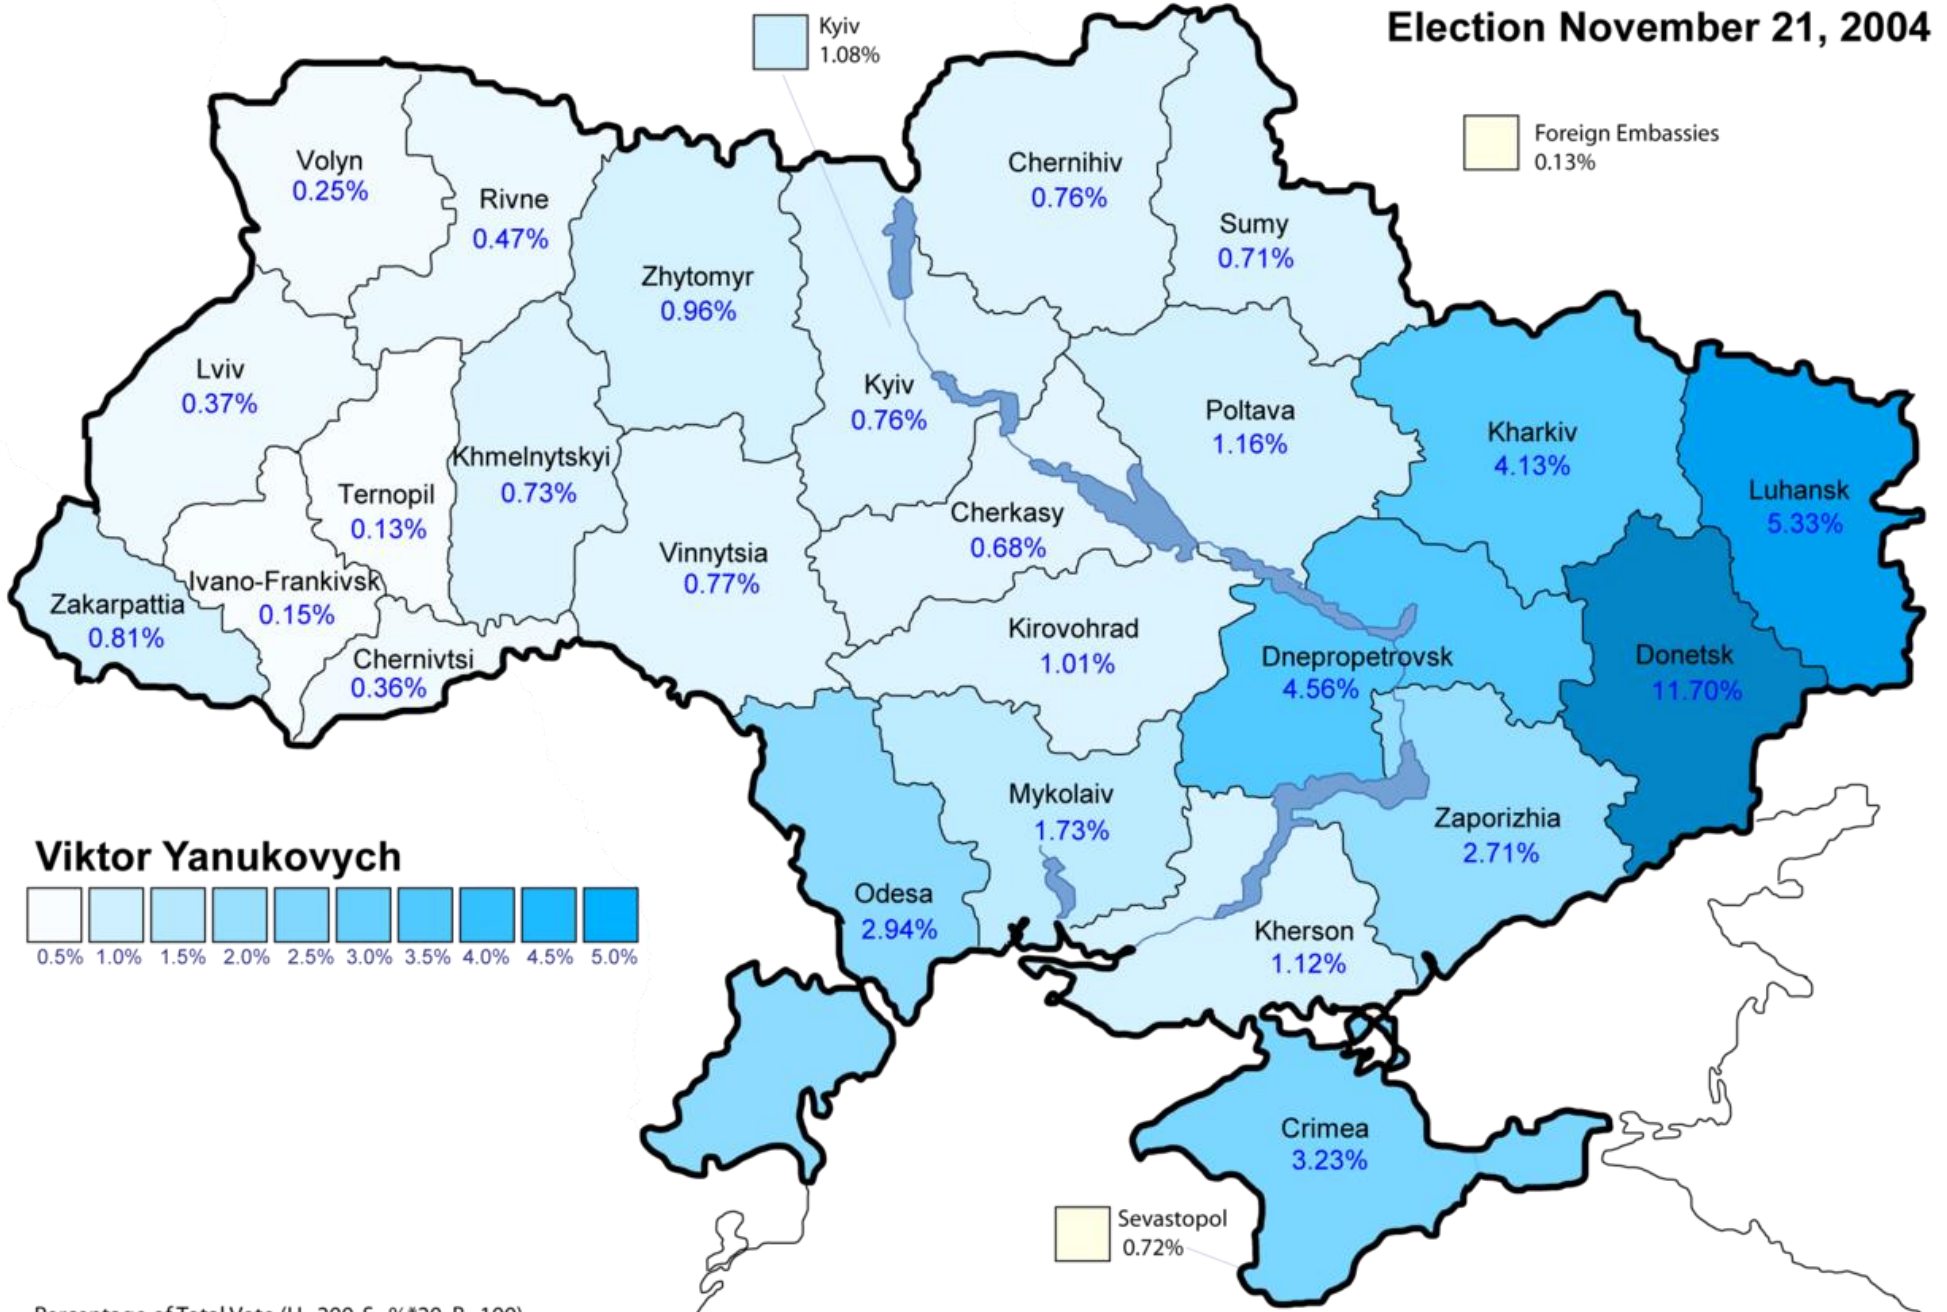 Election November 21, 2004
Kyiv
1.08%
Foreign Embassies
0.13%
Volyn
0.25%
Rivne
0.47%
Zhytomyr
0.96%
Chernihiv
0.76%
Sumy
0.71%
Lviv
0.37%
Kyiv
0.76%
Poltava
1.16%
Kharkiv
4.13%
Luhansk
5.33%
Khmelnytskyi
0.73%
Ternopil
0.13%
Cherkasy
0.68%
Vinnytsia
0.77%
Ivano-Frankivsk
0.15%
Zakarpattia
0.81%
Chernivtsi
0.36%
Kirovohrad
1.01%
Dnepropetrovsk
4.56%
Donetsk
11.70%
Mykolaiv
1.73%
Zaporizhia
2.71%
Odesa
2.94%
Kherson
1.12%
Crimea
3.23%
Sevastopol
0.72%
Viktor Yanukovych
0.5% 1.0% 1.5% 2.0% 2.5% 3.0% 3.5% 4.0% 4.5% 5.0%
Percentage of Total Vote